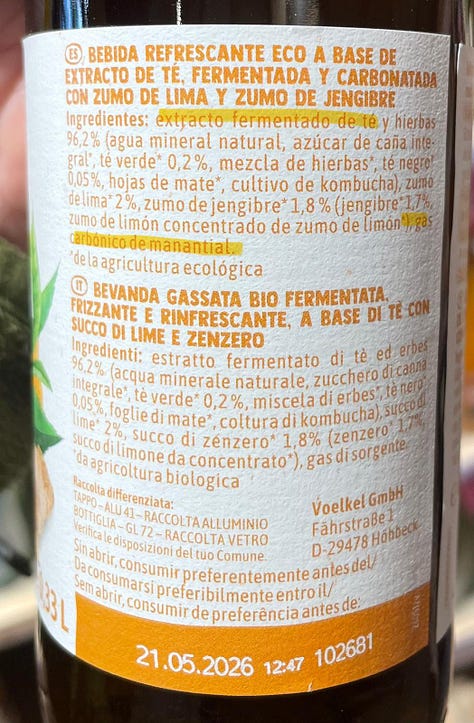 ES BEBIDA REFRESCANTE ECO A BASE DE
EXTRACTO DE TÉ, FERMENTADA Y CARBONATADA
CON ZUMO DE LIMA Y ZUMO DE JENGIBRE
Ingredientes: extracto fermentado de té y hierbas
96,2% (agua mineral natural, azúcar de caña inte-
gral*, té verde* 0,2%, mezcla de hierbas*, té negro*
0,05%, hojas de mate*, cultivo de kombucha), zumo
de lima* 2%, zumo de jengibre* 1,8% (jengibre* 1,7%,
zumo de limón concentrado de zumo de limón*), gas
carbónico de manantial.
*de la agricultura ecológica
IT BEVANDA GASSATA BIO FERMENTATA,
FRIZZANTE E RINFRESCANTE, A BASE DI TÈ CON
SUCCO DI LIME E ZENZERO
Ingredienti: estratto fermentato di tè ed erbes
96,2% (acqua minerale naturale, zucchero di canna
integrale*, tè verde* 0,2%, miscela di erbes*, tè nero*
0,05%, foglie di mate*, coltura di kombucha), succo di
lime* 2%, succo di zénzero* 1,8% (zenzero* 1,7%,
succo di limone da concentrato*), gas di sorgente
*da agricoltura biologica
Raccolta differenziata:
TAPPO – ALU 41 – RACCOLTA ALLUMINIO
BOTTIGLIA – GL 72 – RACCOLTA VETRO
Verifica le disposizioni del tuo Comune.
Voelkel GmbH
Fährstraße 1
D-29478 Höhbeck
Sin abrir, consumir preferentemente antes del/
Da consumarsi preferibilmente entro il/
Sem abrir, consumir de preferência antes de:
0,33 L
21.05.2026 12:47 102681